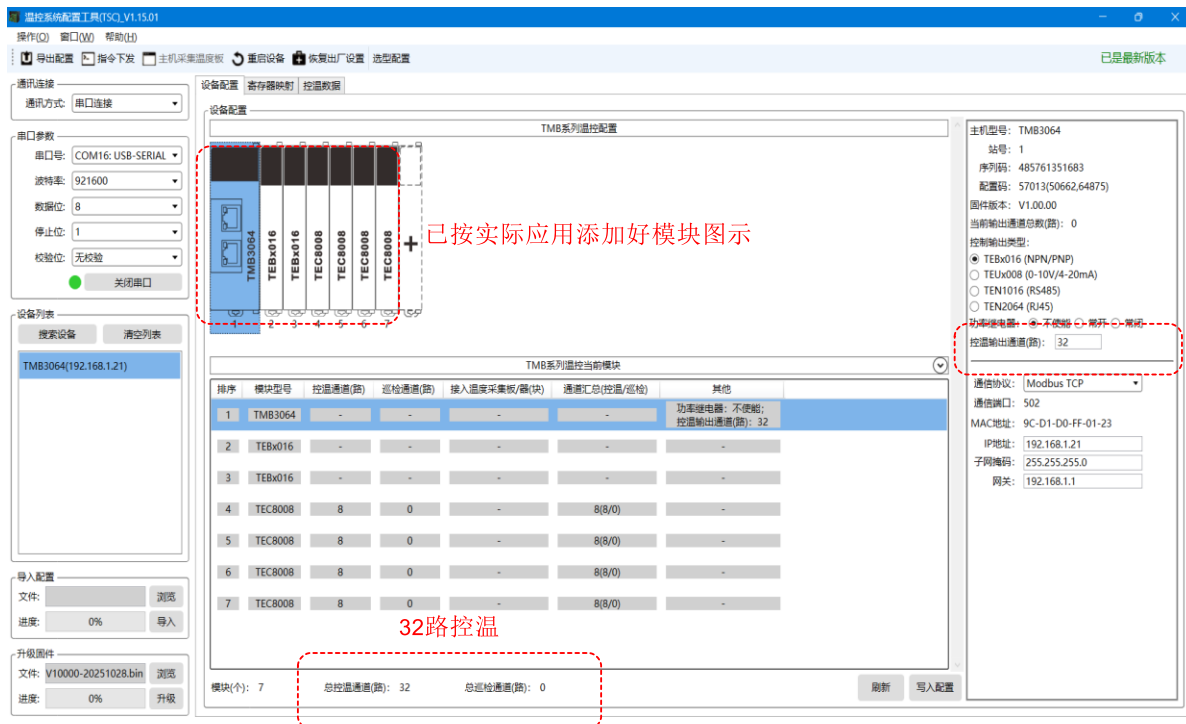 温控系统配置工具(TSC)_V1.15.01
操作(O) 窗口(W) 帮助(H)
导出配置 指令下发 主机采集温度板 重启设备 恢复出厂设置 选型配置 已是最新版本
通讯连接
通讯方式: 串口连接
串口参数
串口号: COM16: USB-SERIAL
波特率: 921600
数据位: 8
停止位: 1
校验位: 无校验
关闭串口
设备列表
搜索设备 清空列表
TMB3064(192.168.1.21)
导入配置
文件: 浏览
进度: 0% 导入
升级固件
文件: V10000-20251028.bin 浏览
进度: 0% 升级
设备配置 寄存器映射 控温数据
设备配置
TMB系列温控配置
TMB3064
TEBx016
TEBx016
TEC8008
TEC8008
TEC8008
TEC8008
+
1 2 3 4 5 6 7
已按实际应用添加好模块图示
TMB系列温控当前模块
排序 模块型号 控温通道(路) 巡检通道(路) 接入温度采集板/器(块) 通道汇总(控温/巡检) 其他
1 TMB3064 - - - - 功率继电器: 不使能;
控温输出通道(路): 32
2 TEBx016 - - - - -
3 TEBx016 - - - - -
4 TEC8008 8 0 - 8(8/0) -
5 TEC8008 8 0 - 8(8/0) -
6 TEC8008 8 0 - 8(8/0) -
7 TEC8008 8 0 - 8(8/0) -
32路控温
模块(个): 7 总控温通道(路): 32 总巡检通道(路): 0
刷新 写入配置
主机型号: TMB3064
站号: 1
序列码: 485761351683
配置码: 57013(50662,64875)
固件版本: V1.00.00
当前输出通道总数(路): 0
控制输出类型:
TEBx016 (NPN/PNP)
TEUx008 (0-10V/4-20mA)
TEN1016 (RS485)
TEN2064 (RJ45)
功率继电器: 不使能 常开 常闭
控温输出通道(路): 32
通信协议: Modbus TCP
通信端口: 502
MAC地址: 9C-D1-D0-FF-01-23
IP地址: 192.168.1.21
子网掩码: 255.255.255.0
网关: 192.168.1.1